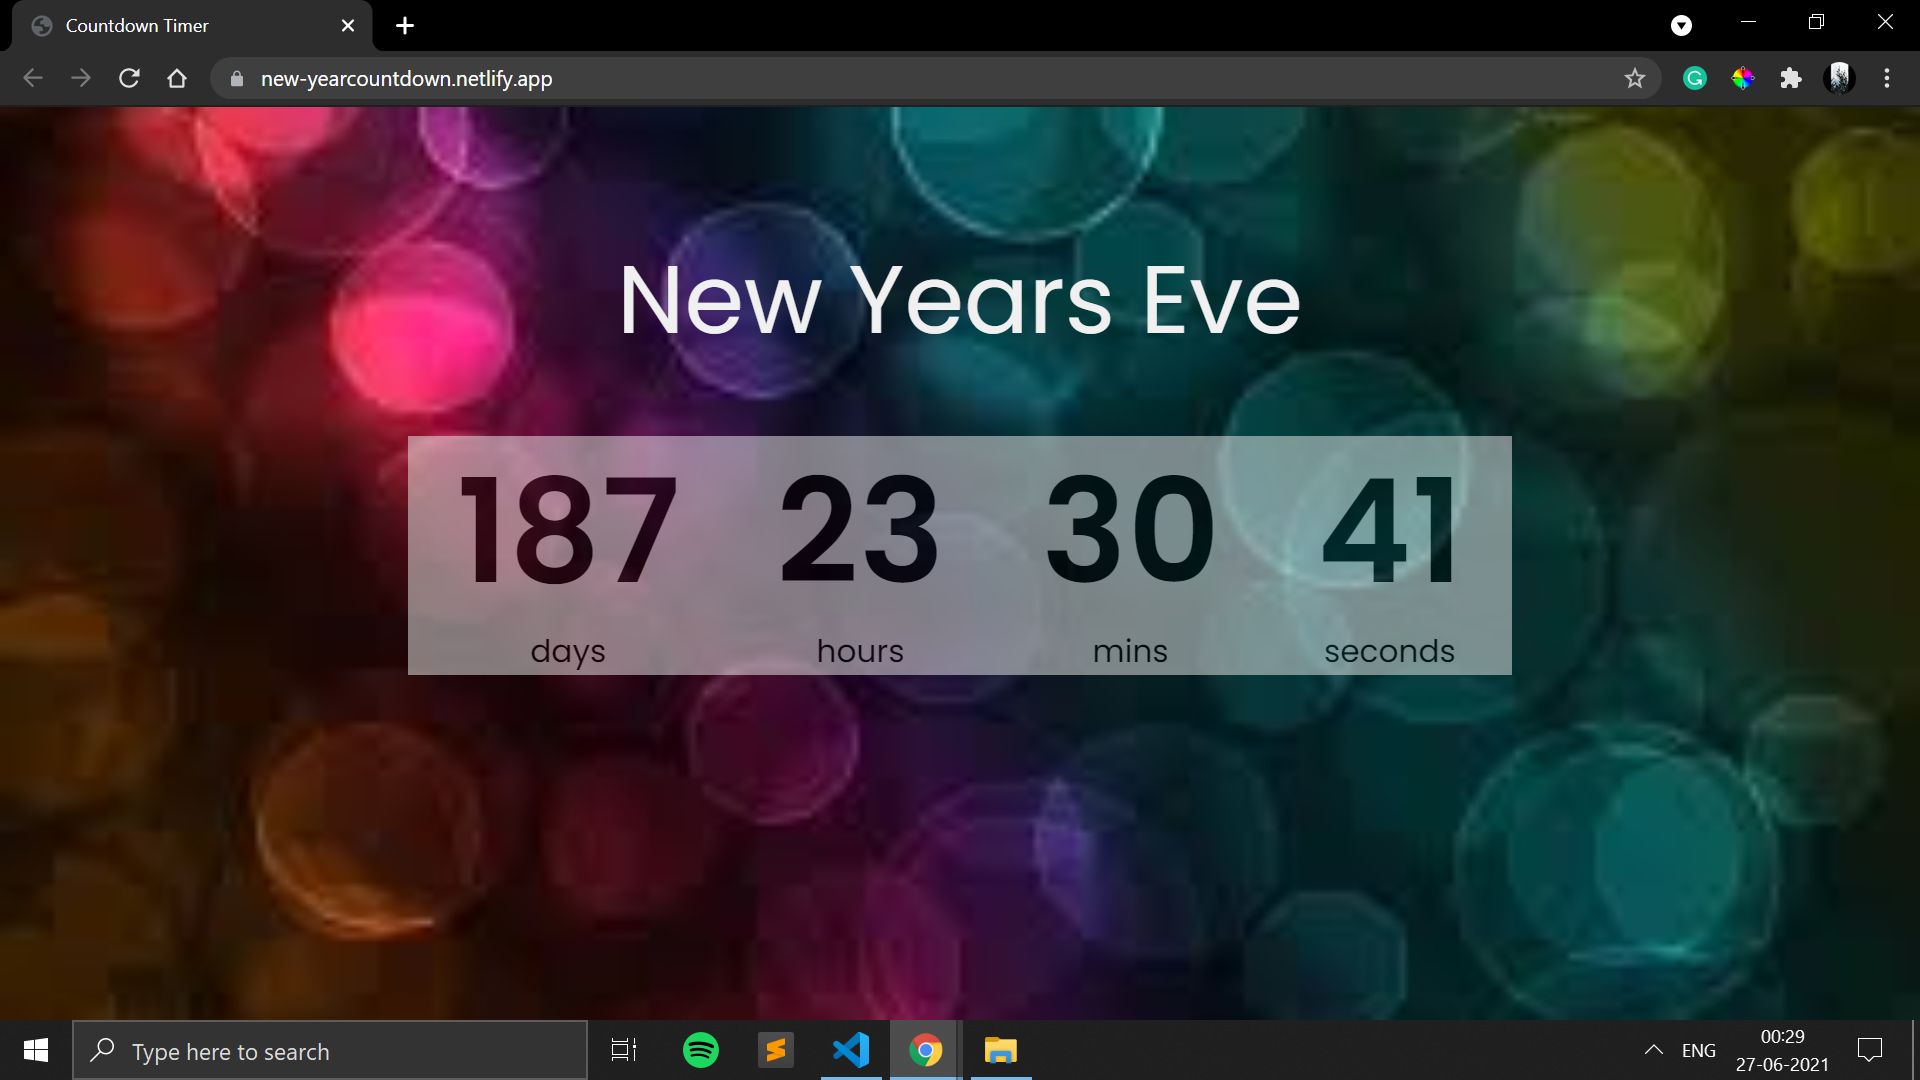 Countdown Timer
new-yearcountdown.netlify.app
New Years Eve
187 23 30 41
days hours mins seconds
Type here to search
ENG
00:29
27-06-2021